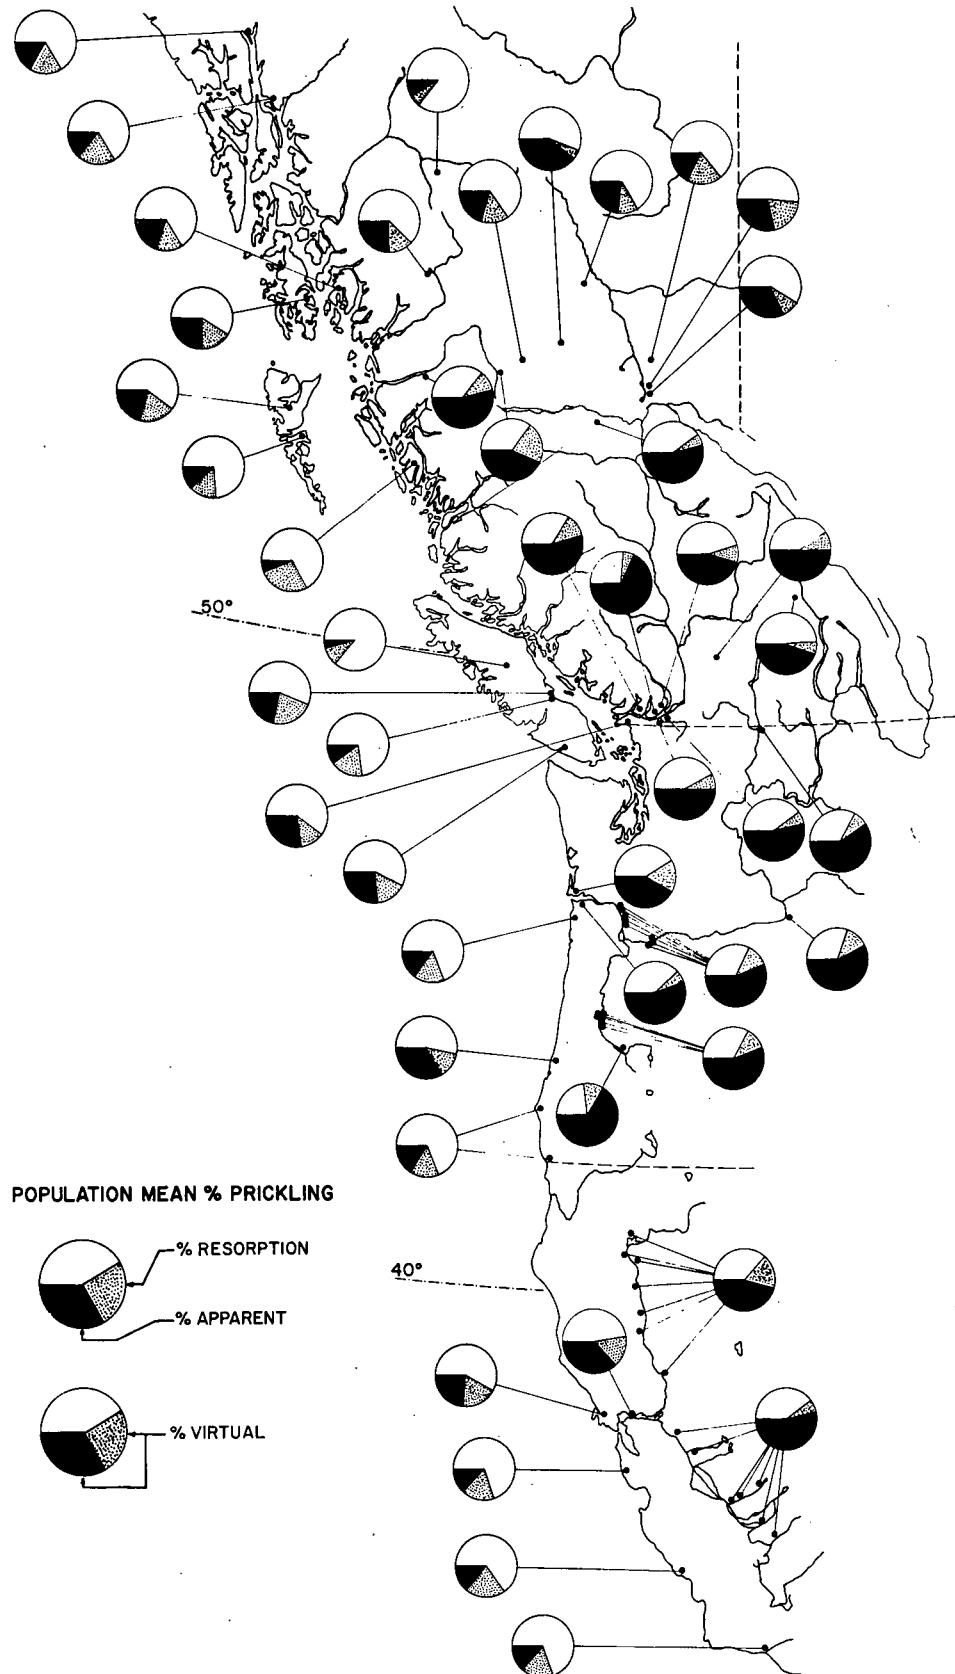 50°
POPULATION MEAN % PRICKLING
% RESORPTION
% APPARENT
% VIRTUAL
40°